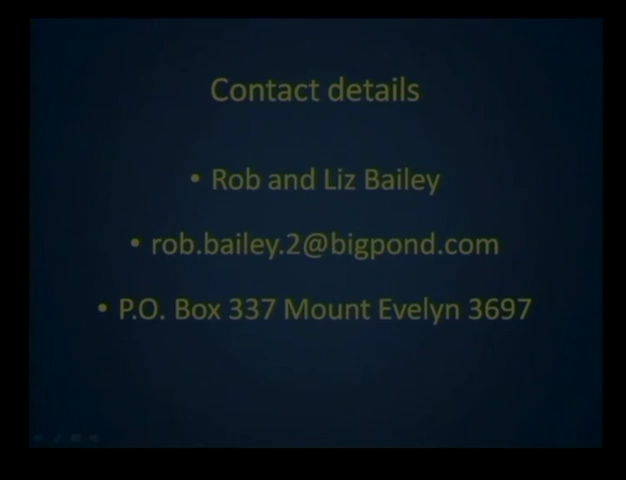 Contact details
• Rob and Liz Bailey
• rob.bailey.2@bigpond.com
• P.O. Box 337 Mount Evelyn 3697